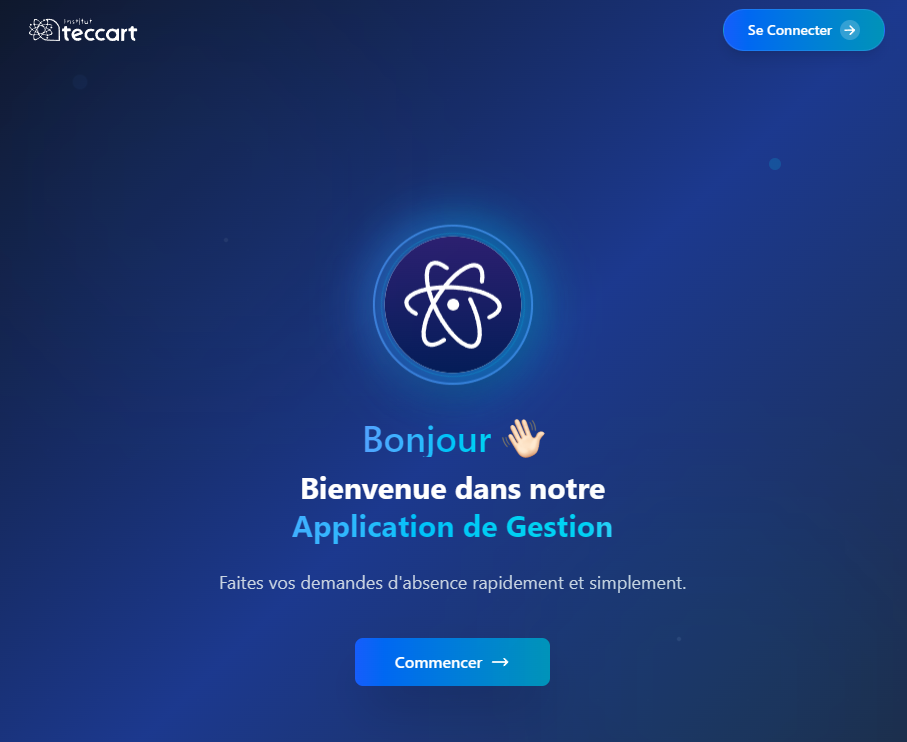 institut
teccart
Se Connecter
Bonjour 👋🏻
Bienvenue dans notre
Application de Gestion
Faites vos demandes d'absence rapidement et simplement.
Commencer →